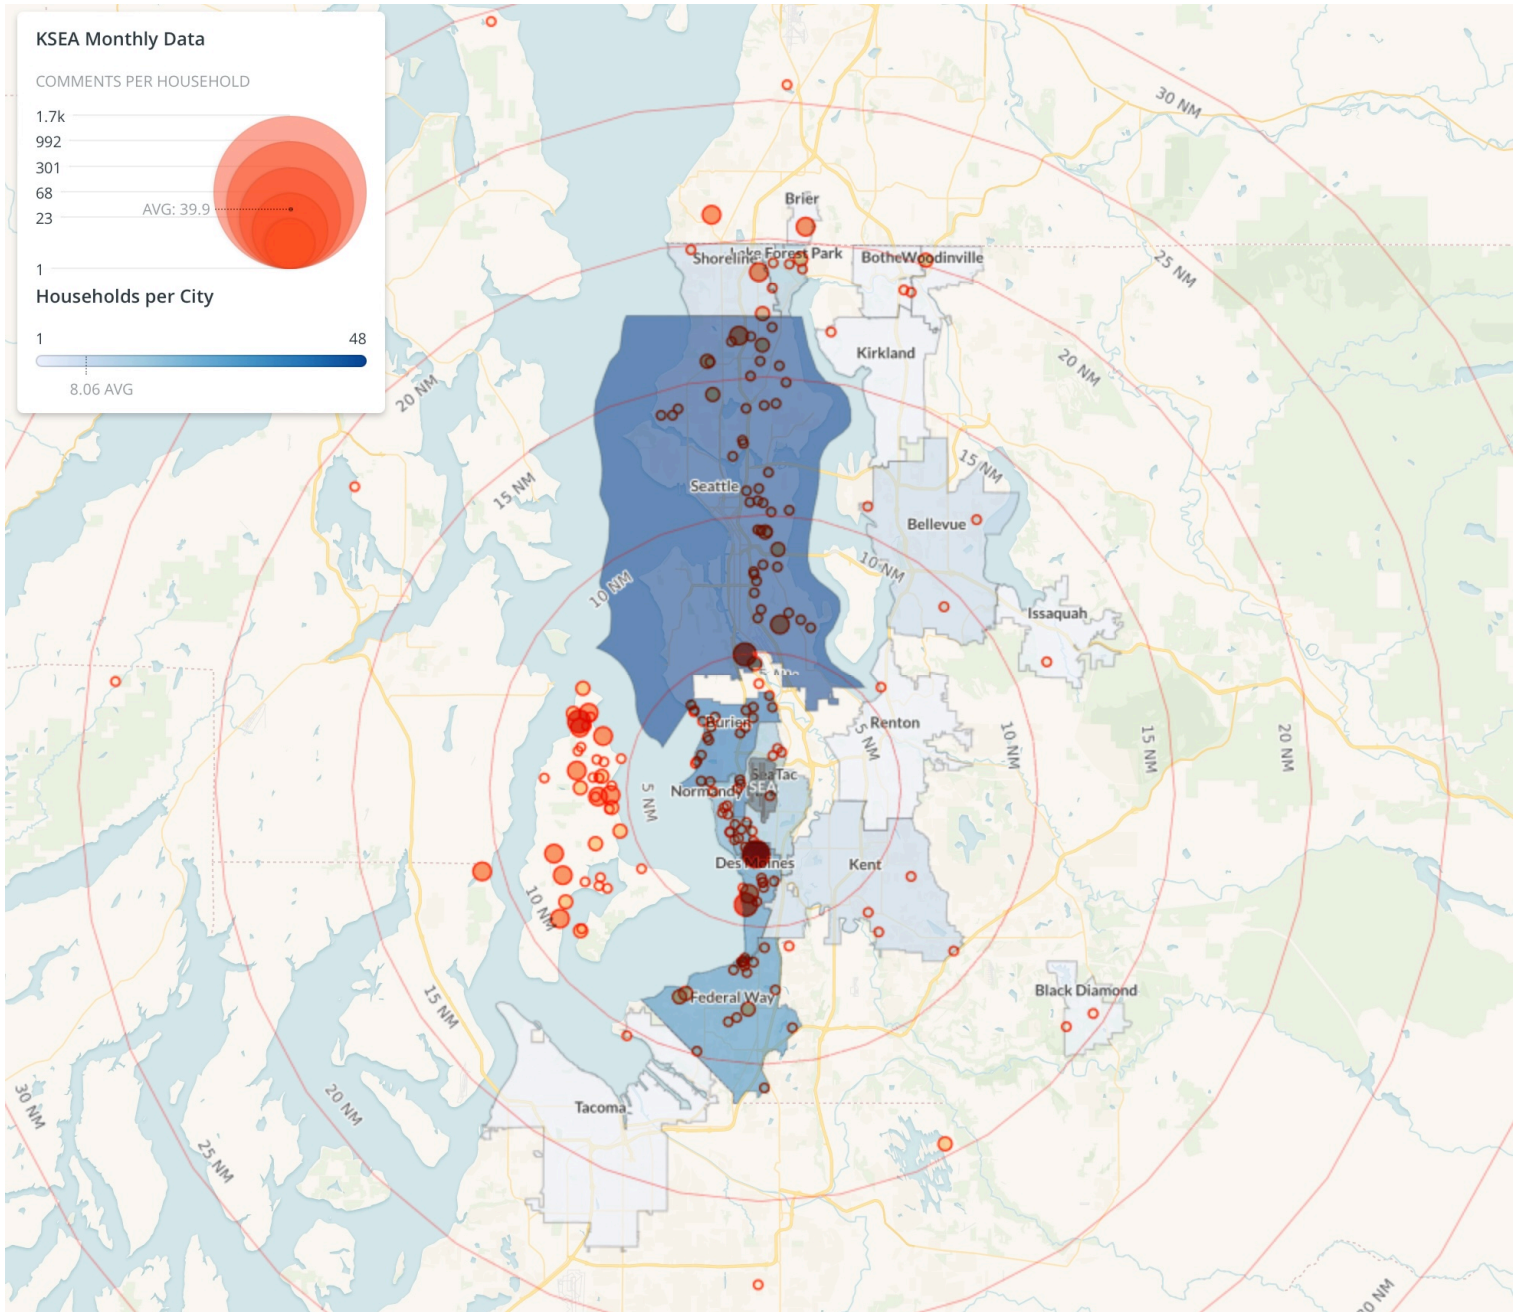 KSEA Monthly Data
COMMENTS PER HOUSEHOLD
1.7k
992
301
68
AVG: 39.9
23
1
Households per City
1 48
8.06 AVG
30 NM
Brier
Lake Forest Park
Shoreline
Bothe
Woodinville
25 NM
Kirkland
20 NM
20 NM
15 NM
15 NM
Seattle
Bellevue
10 NM
10 NM
Issaquah
Burien
Renton
5 NM
10 NM
15 NM
20 NM
SeaTac
SEA
Normandy
5 NM
Des Moines
Kent
10 NM
Federal Way
Black Diamond
15 NM
20 NM
30 NM
Tacoma
25 NM